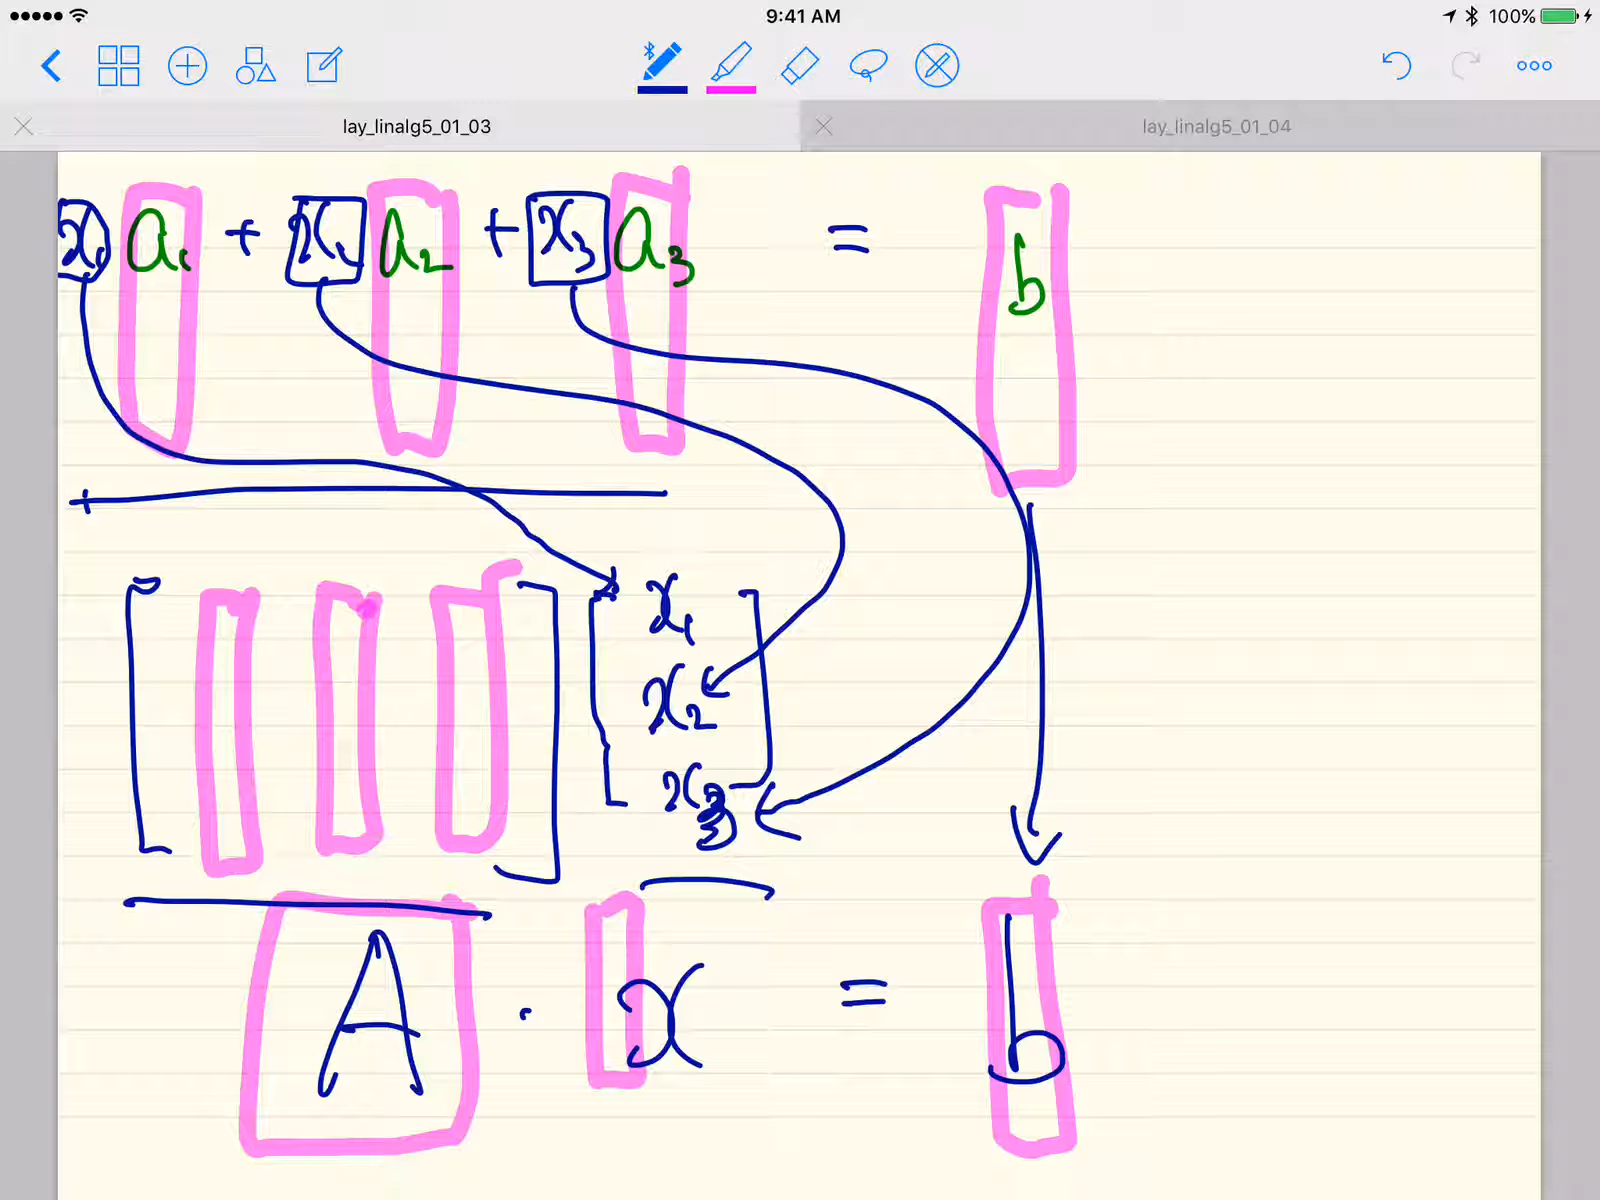 9:41 AM
100%
lay_linalg5_01_03
lay_linalg5_01_04
x₁ a₁ + x₂ a₂ + x₃ a₃ = b
x₁
x₂
x₃
A · x = b